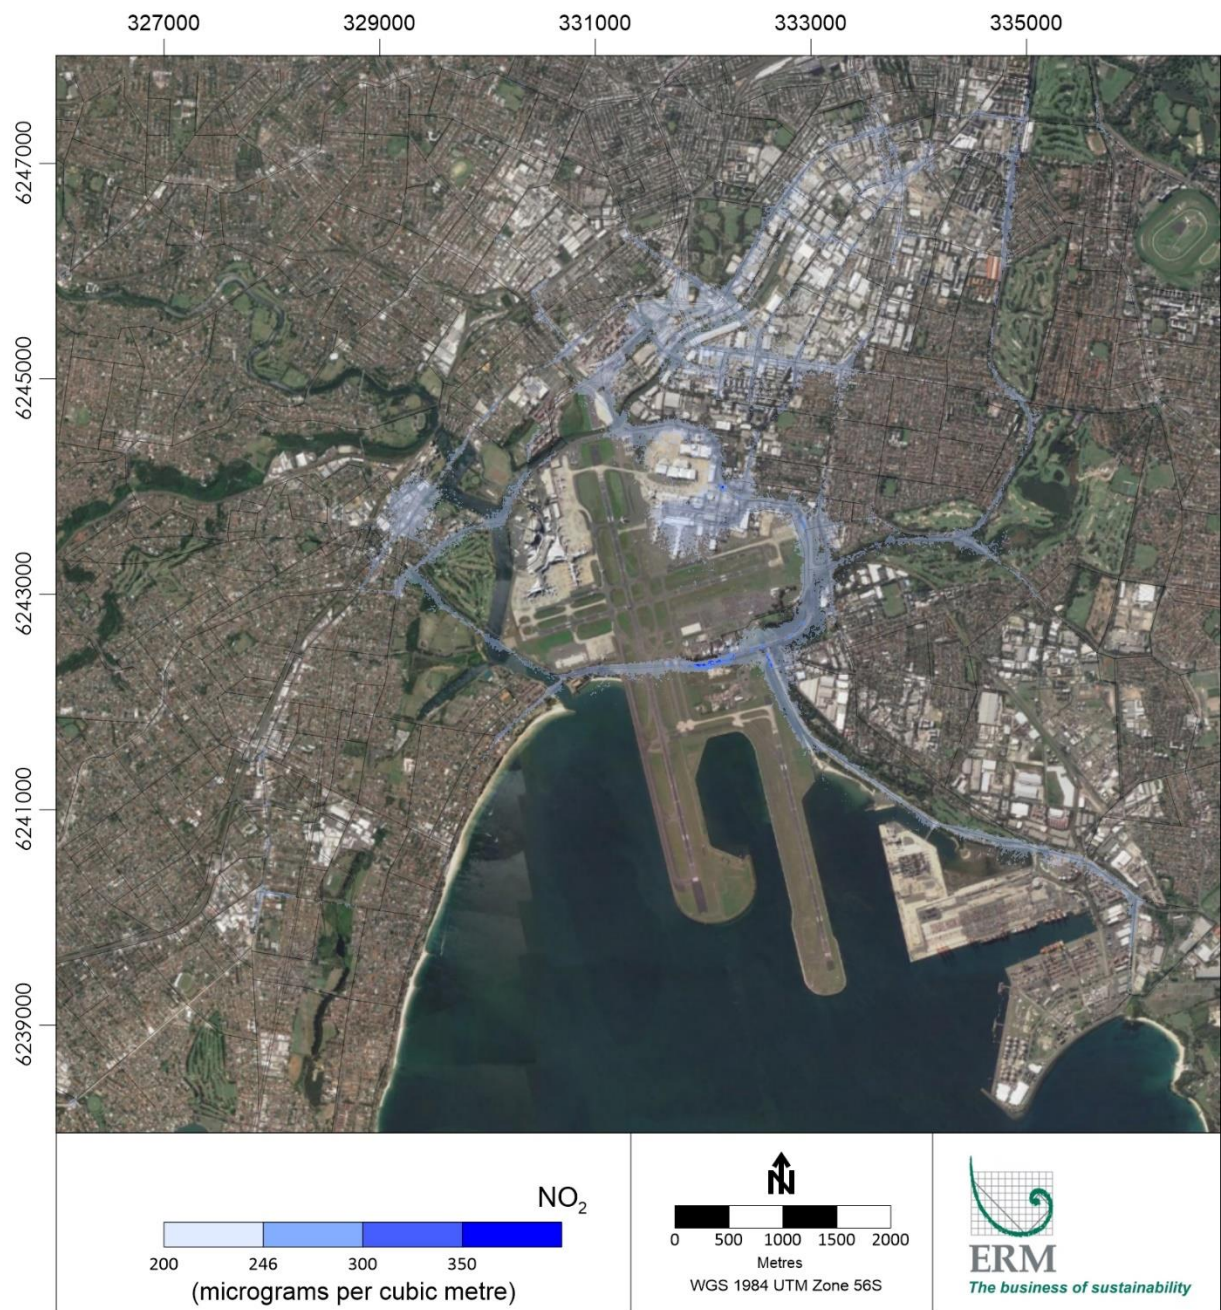 327000 329000 331000 333000 335000
6247000
6245000
6243000
6241000
6239000
NO₂
200 246 300 350
(micrograms per cubic metre)
N
0 500 1000 1500 2000
Metres
WGS 1984 UTM Zone 56S
ERM
The business of sustainability